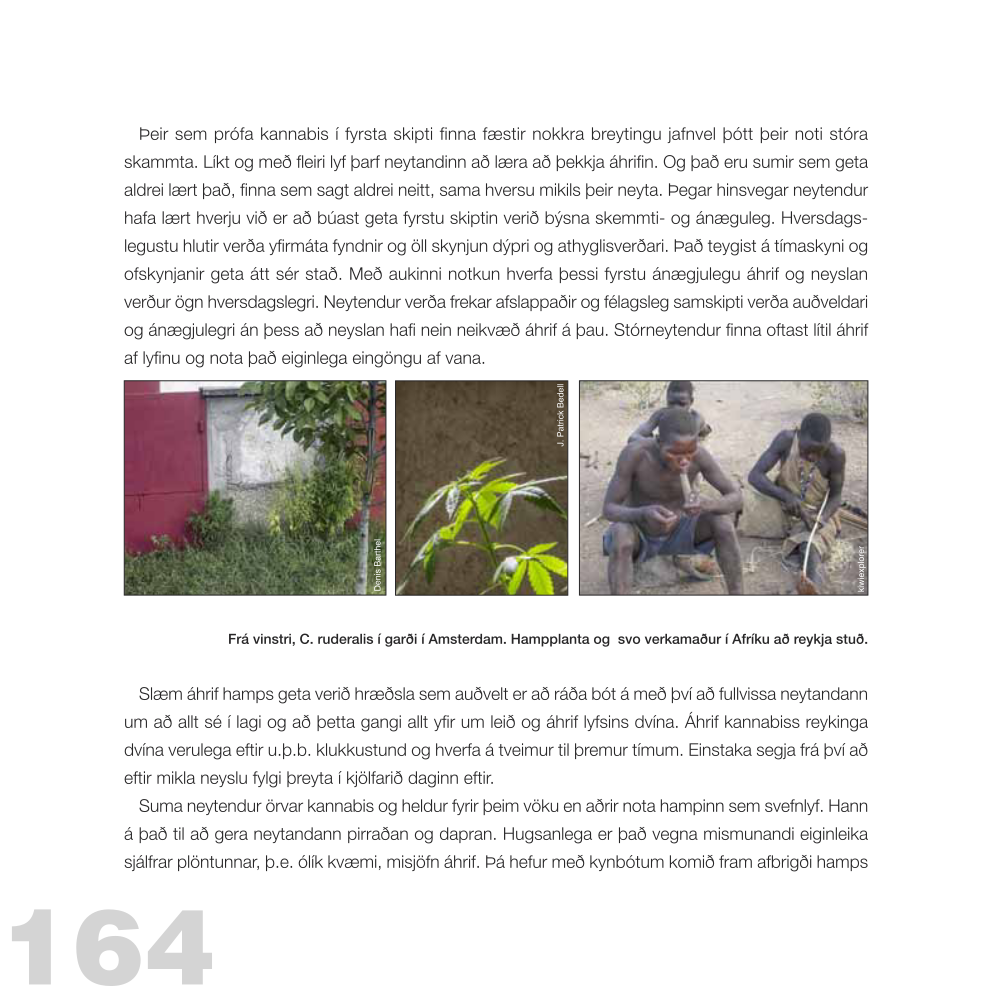 Þeir sem prófa kannabis í fyrsta skipti finna fæstir nokkra breytingu jafnvel þótt þeir noti stóra
skammta. Líkt og með fleiri lyf þarf neytandinn að læra að þekkja áhrifin. Og það eru sumir sem geta
aldrei lært það, finna sem sagt aldrei neitt, sama hversu mikils þeir neyta. Þegar hinsvegar neytendur
hafa lært hverju við er að búast geta fyrstu skiptin verið býsna skemmti- og ánæguleg. Hversdags-
legustu hlutir verða yfirmáta fyndnir og öll skynjun dýpri og athyglisverðari. Það teygist á tímaskyni og
ofskynjanir geta átt sér stað. Með aukinni notkun hverfa þessi fyrstu ánægjulegu áhrif og neyslan
verður ögn hversdagslegri. Neytendur verða frekar afslappaðir og félagsleg samskipti verða auðveldari
og ánægjulegri án þess að neyslan hafi nein neikvæð áhrif á þau. Stórneytendur finna oftast lítil áhrif
af lyfinu og nota það eiginlega eingöngu af vana.
Denis Barthel
J. Patrick Bedell
kiwiexplorer
Frá vinstri, C. ruderalis í garði í Amsterdam. Hampplanta og  svo verkamaður í Afríku að reykja stuð.
Slæm áhrif hamps geta verið hræðsla sem auðvelt er að ráða bót á með því að fullvissa neytandann
um að allt sé í lagi og að þetta gangi allt yfir um leið og áhrif lyfsins dvína. Áhrif kannabiss reykinga
dvína verulega eftir u.þ.b. klukkustund og hverfa á tveimur til þremur tímum. Einstaka segja frá því að
eftir mikla neyslu fylgi þreyta í kjölfarið daginn eftir.
Suma neytendur örvar kannabis og heldur fyrir þeim vöku en aðrir nota hampinn sem svefnlyf. Hann
á það til að gera neytandann pirraðan og dapran. Hugsanlega er það vegna mismunandi eiginleika
sjálfrar plöntunnar, þ.e. ólík kvæmi, misjöfn áhrif. Þá hefur með kynbótum komið fram afbrigði hamps
164